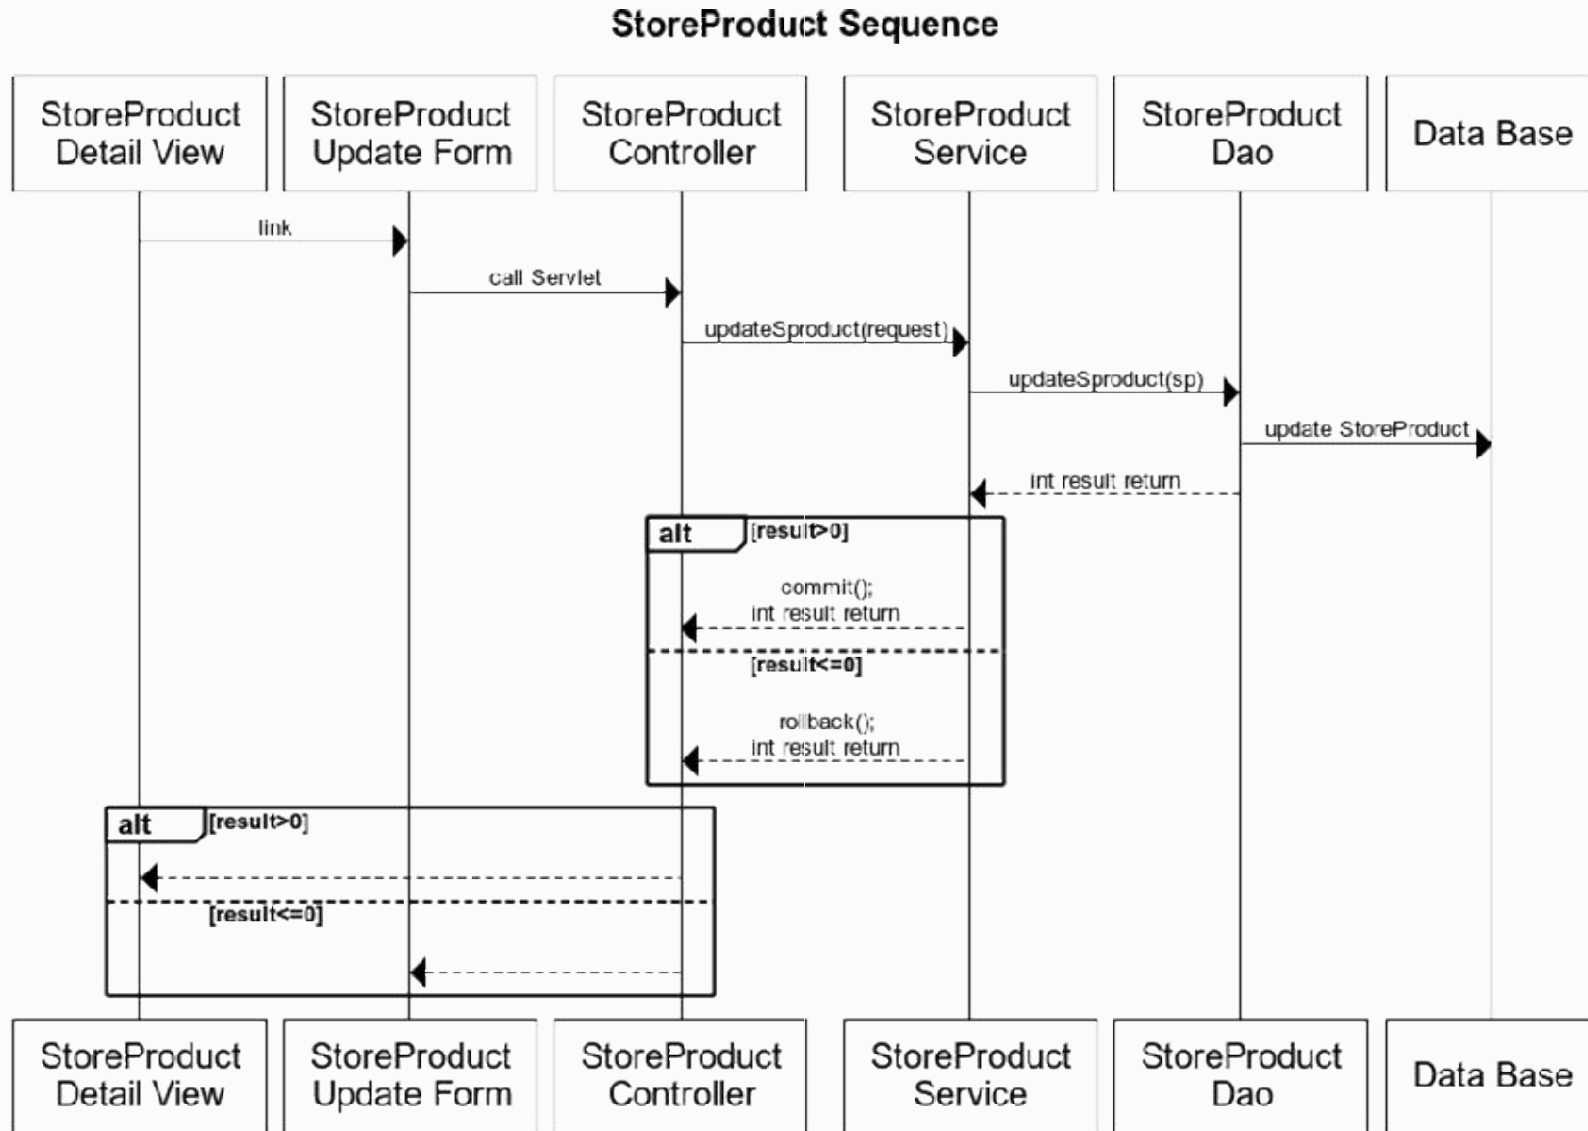 StoreProduct Sequence
StoreProduct
Detail View
StoreProduct
Update Form
StoreProduct
Controller
StoreProduct
Service
StoreProduct
Dao
Data Base
link
call Servlet
updateSproduct(request)
updateSproduct(sp)
update StoreProduct
int result return
alt
[result>0]
commit();
int result return
[result<=0]
rollback();
int result return
alt
[result>0]
[result<=0]
StoreProduct
Detail View
StoreProduct
Update Form
StoreProduct
Controller
StoreProduct
Service
StoreProduct
Dao
Data Base